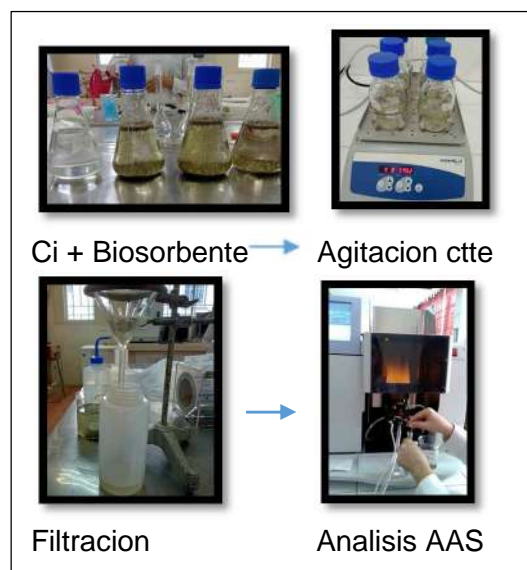 Ci + Biosorbente
Agitacion ctte
Filtracion
Analisis AAS